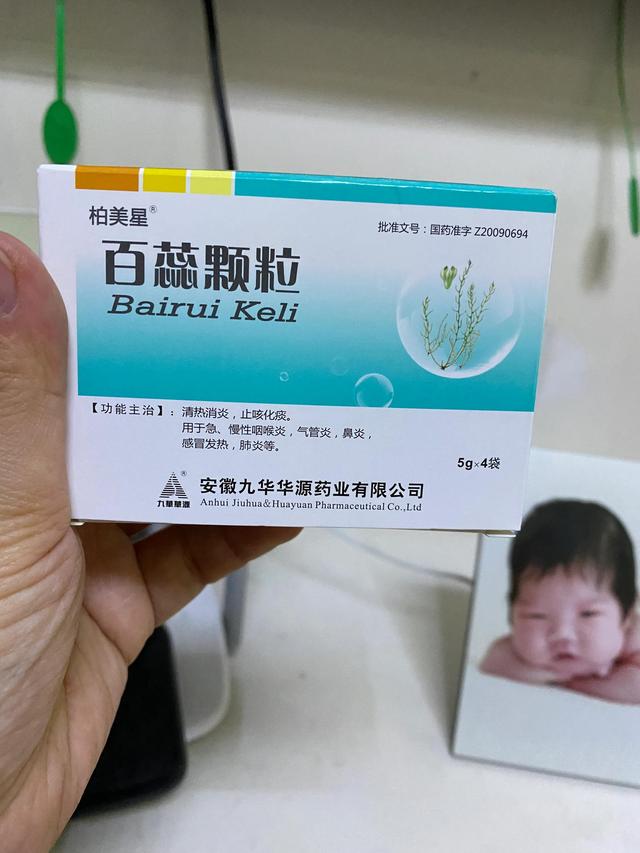 柏美星®
批准文号：国药准字 Z20090694
百蕊颗粒
Bairui Keli
【功能主治】：清热消炎，止咳化痰。
用于急、慢性咽喉炎，气管炎，鼻炎，
感冒发热，肺炎等。
5g×4袋
®
九華華源
安徽九华华源药业有限公司
Anhui Jiuhua&Huayuan Pharmaceutical Co.,Ltd